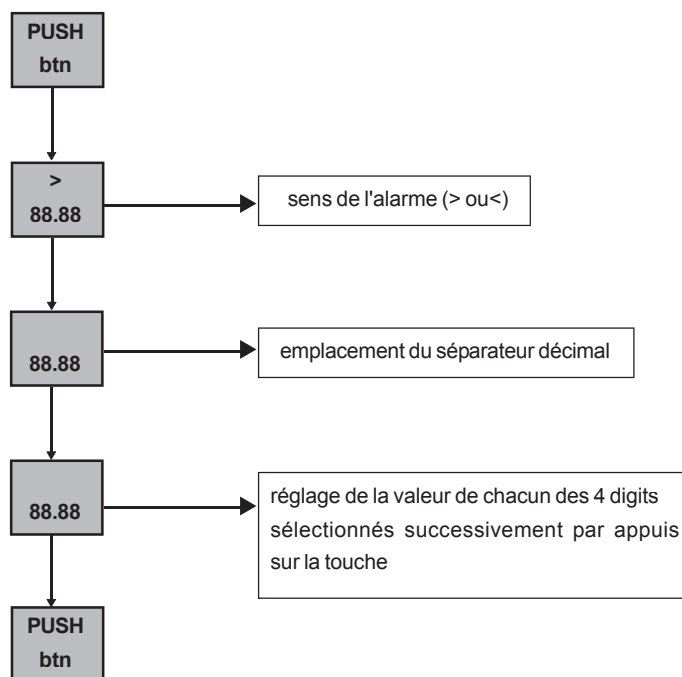 PUSH
btn
>
88.88
sens de l'alarme (> ou<)
88.88
emplacement du séparateur décimal
88.88
réglage de la valeur de chacun des 4 digits
sélectionnés successivement par appuis
sur la touche
PUSH
btn